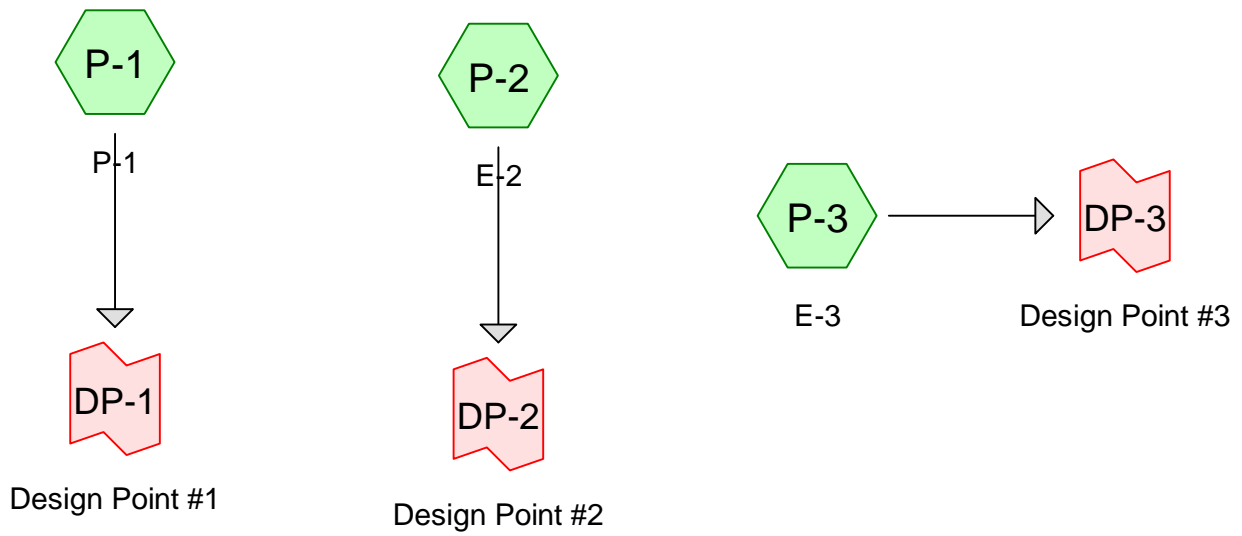 P-1
P-1
DP-1
Design Point #1
P-2
E-2
DP-2
Design Point #2
P-3
E-3
DP-3
Design Point #3